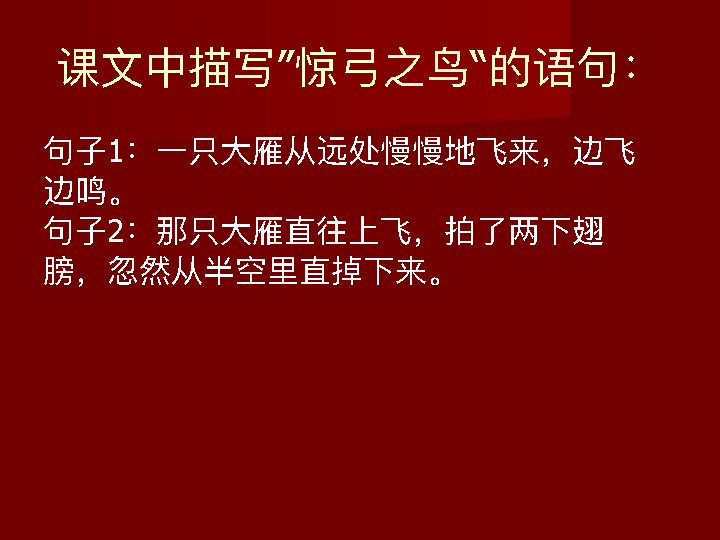 课文中描写”惊弓之鸟“的语句：
句子1：一只大雁从远处慢慢地飞来，边飞
边鸣。
句子2：那只大雁直往上飞，拍了两下翅
膀，忽然从半空里直掉下来。